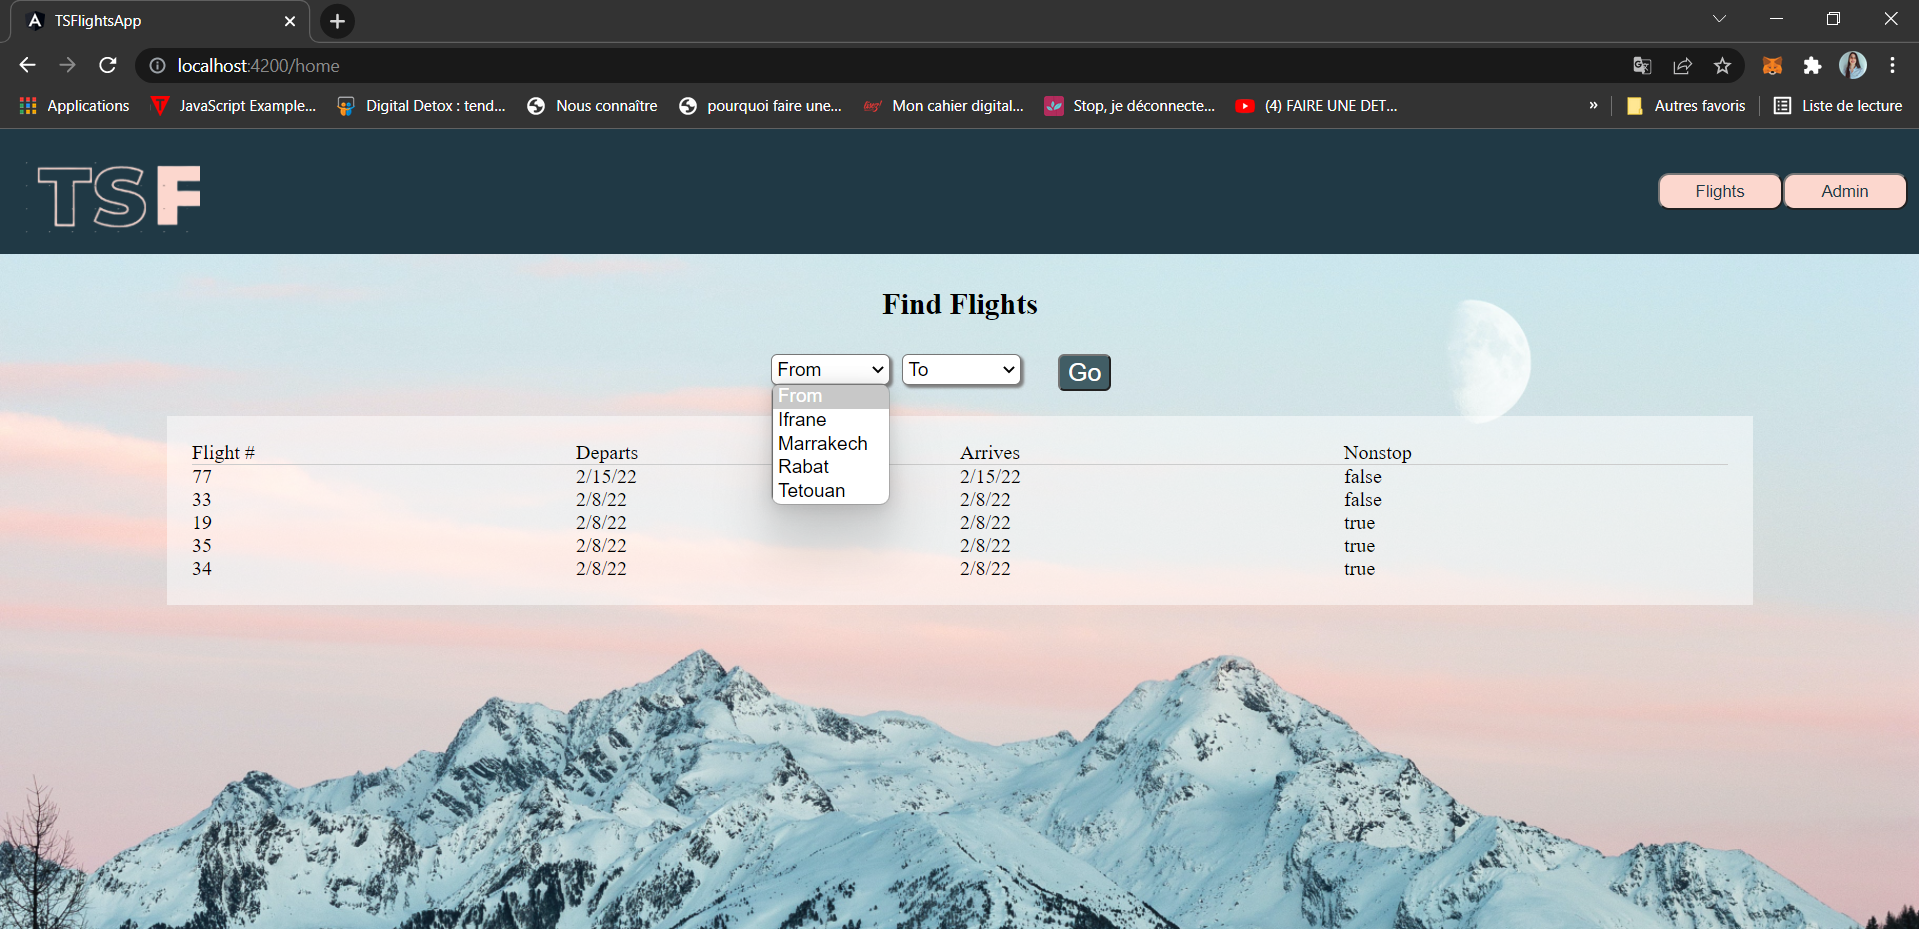 TSFlightsApp
localhost:4200/home
Applications JavaScript Example... Digital Detox : tend... Nous connaître pourquoi faire une... Mon cahier digital... Stop, je déconnecte... (4) FAIRE UNE DET... » Autres favoris Liste de lecture
TSF
Flights Admin
Find Flights
From To Go
From
Ifrane
Marrakech
Rabat
Tetouan
Flight # Departs Arrives Nonstop
77 2/15/22 2/15/22 false
33 2/8/22 2/8/22 false
19 2/8/22 2/8/22 true
35 2/8/22 2/8/22 true
34 2/8/22 2/8/22 true